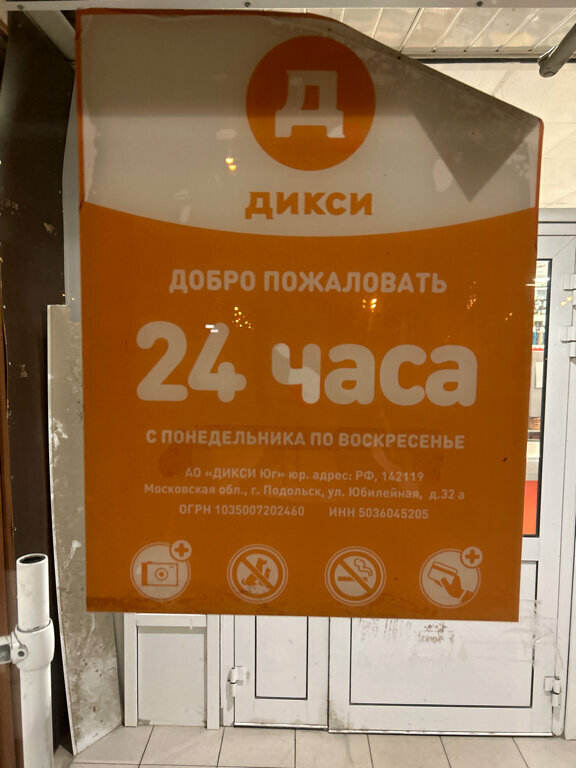 Д
ДИКСИ
ДОБРО ПОЖАЛОВАТЬ
24 часа
С ПОНЕДЕЛЬНИКА ПО ВОСКРЕСЕНЬЕ
АО «ДИКСИ Юг» юр. адрес: РФ, 142119
Московская обл., г. Подольск, ул. Юбилейная, д.32 а
ОГРН 1035007202460 ИНН 5036045205